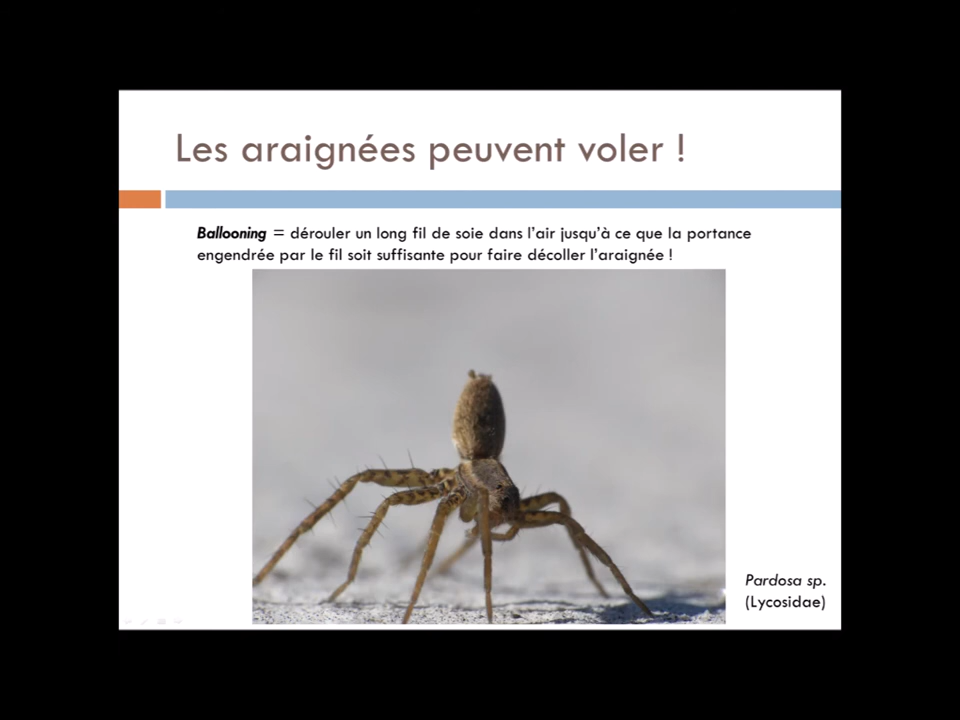 Les araignées peuvent voler !
Ballooning = dérouler un long fil de soie dans l'air jusqu'à ce que la portance
engendrée par le fil soit suffisante pour faire décoller l'araignée !
Pardosa sp.
(Lycosidae)